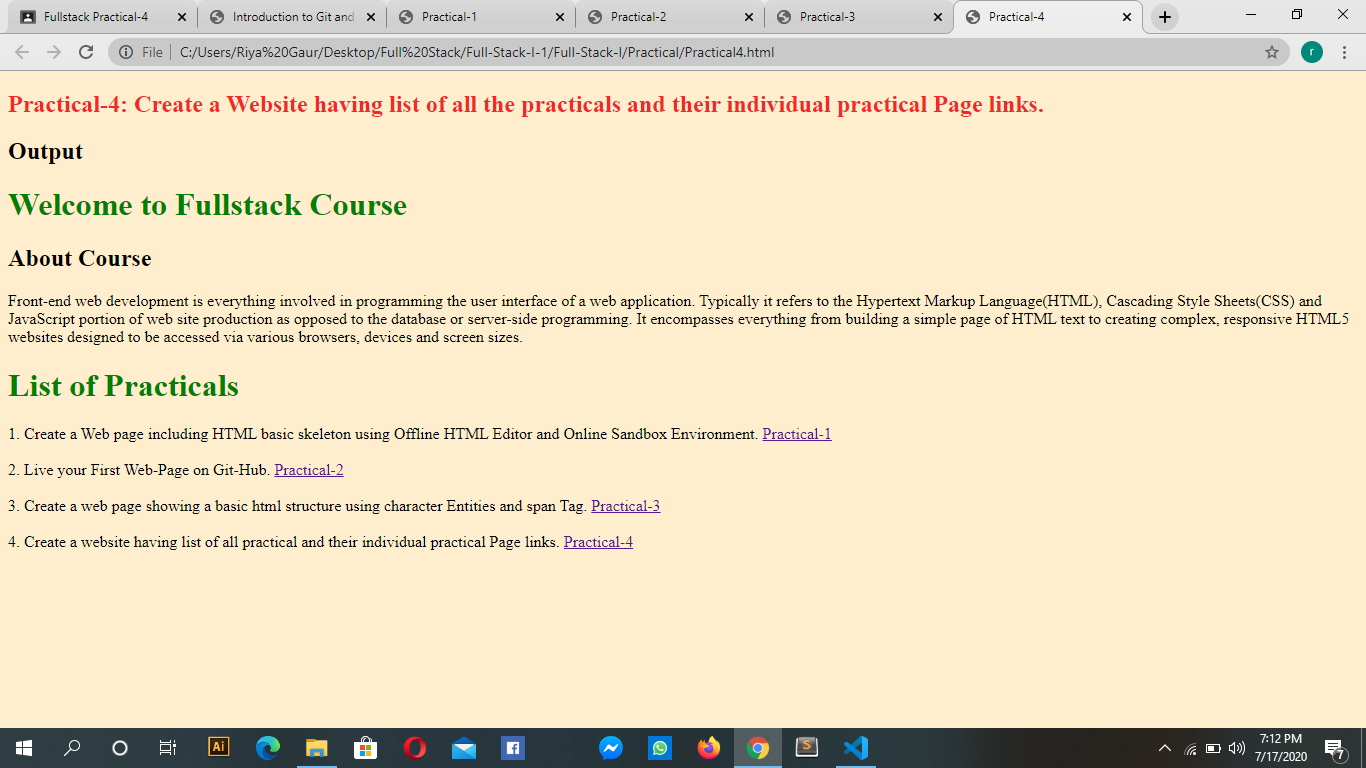 Fullstack Practical-4
Introduction to Git and
Practical-1
Practical-2
Practical-3
Practical-4
File
C:/Users/Riya%20Gaur/Desktop/Full%20Stack/Full-Stack-I-1/Full-Stack-I/Practical/Practical4.html
r
Practical-4: Create a Website having list of all the practicals and their individual practical Page links.
Output
Welcome to Fullstack Course
About Course
Front-end web development is everything involved in programming the user interface of a web application. Typically it refers to the Hypertext Markup Language(HTML), Cascading Style Sheets(CSS) and
JavaScript portion of web site production as opposed to the database or server-side programming. It encompasses everything from building a simple page of HTML text to creating complex, responsive HTML5
websites designed to be accessed via various browsers, devices and screen sizes.
List of Practicals
1. Create a Web page including HTML basic skeleton using Offline HTML Editor and Online Sandbox Environment. Practical-1
2. Live your First Web-Page on Git-Hub. Practical-2
3. Create a web page showing a basic html structure using character Entities and span Tag. Practical-3
4. Create a website having list of all practical and their individual practical Page links. Practical-4
Ai
7:12 PM
7/17/2020
7